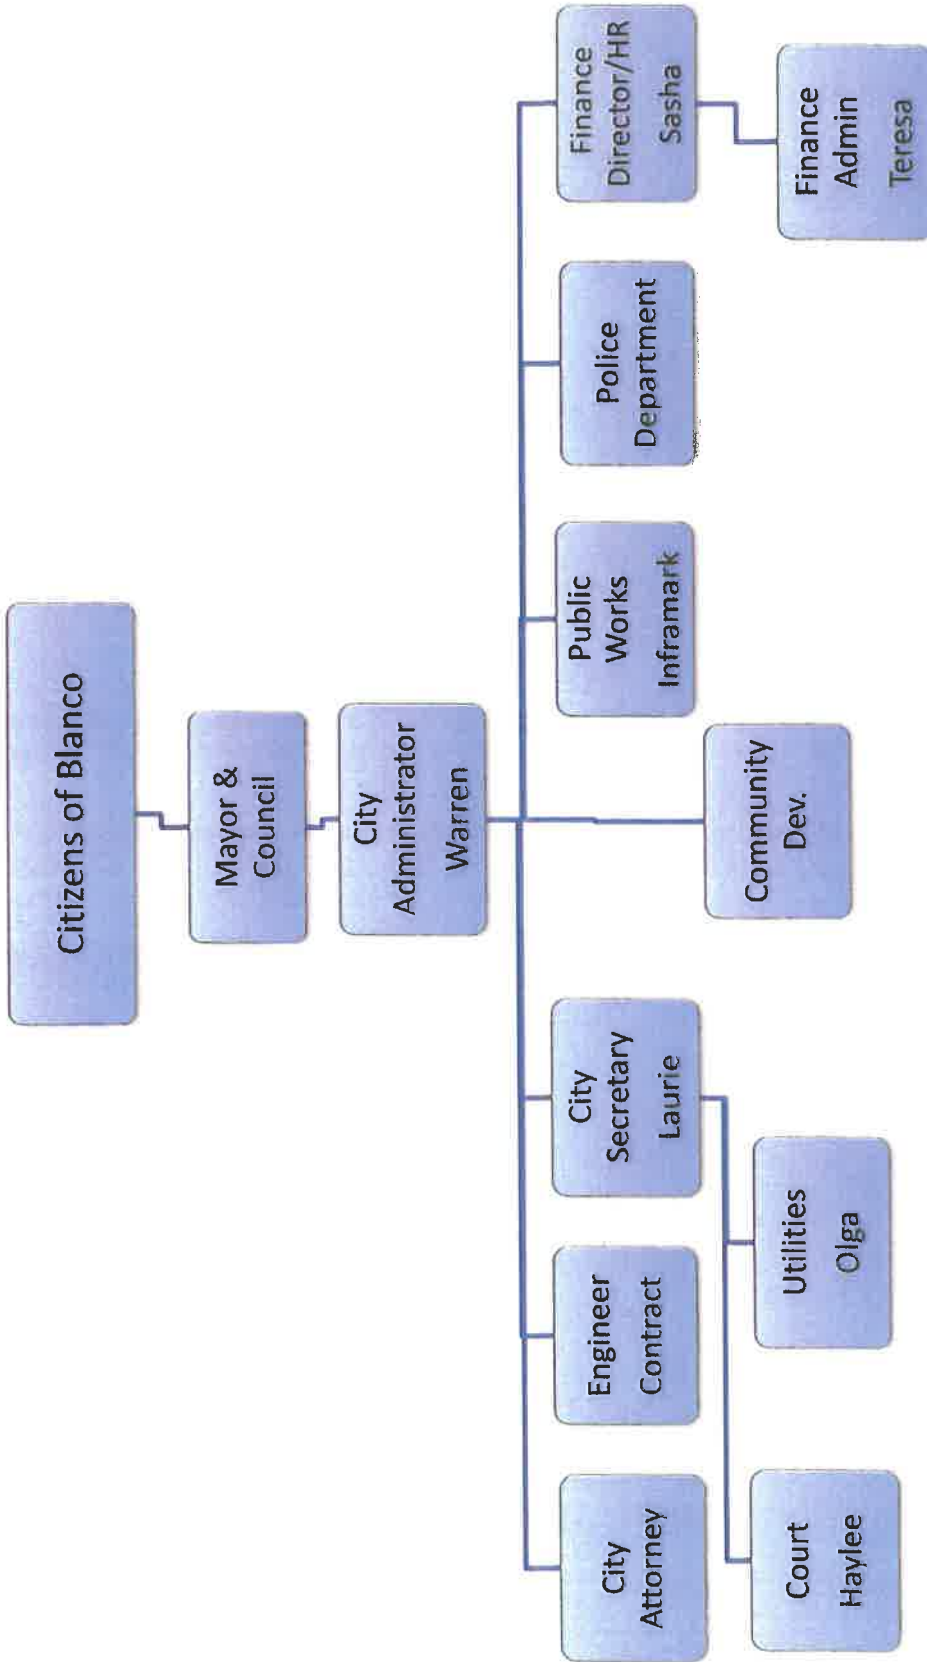 Citizens of Blanco
Mayor &
Council
City
Administrator
Warren
City
Attorney
Engineer
Contract
City
Secretary
Laurie
Community
Dev.
Public
Works
Inframark
Police
Department
Finance
Director/HR
Sasha
Court
Haylee
Utilities
Olga
Finance
Admin
Teresa